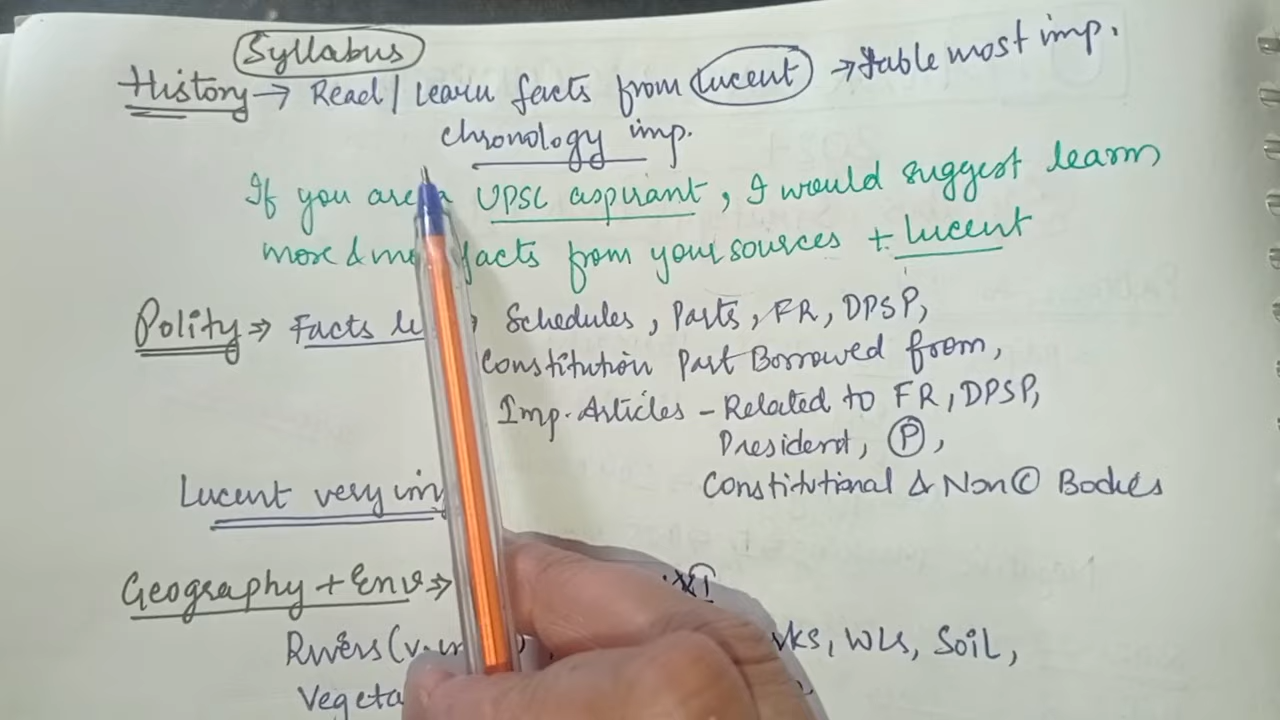 Syllabus
History → Read / Learn facts from Lucent → table most imp.
chronology imp.
If you are a UPSC aspirant, I would suggest learn
more & facts from your sources + Lucent
Polity ⇒ Facts Schedules, Parts, FR, DPSP,
Constitution Part Borrowed from,
Imp. Articles - Related to FR, DPSP,
President, Ⓟ,
Lucent very Constitutional & Non © Bodies
Geography + Env ⇒ XI
Rivers WLS, Soil,